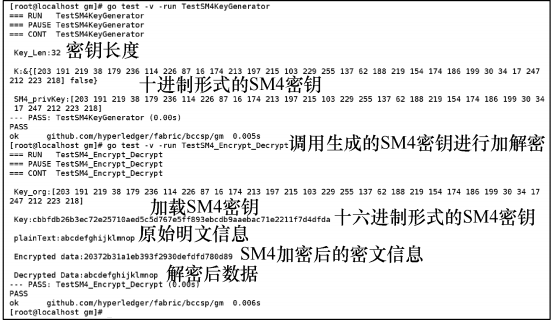 [root@localhost gm]# go test -v -run TestSM4KeyGenerator
=== RUN   TestSM4KeyGenerator
=== PAUSE TestSM4KeyGenerator
=== CONT  TestSM4KeyGenerator
Key_Len:32 密钥长度
K:&{[203 191 219 38 179 236 114 226 87 16 174 213 197 215 103 229 255 137 62 188 219 154 174 186 199 30 34 17 247
212 223 218] false} 十进制形式的SM4密钥
SM4_privKey:[203 191 219 38 179 236 114 226 87 16 174 213 197 215 103 229 255 137 62 188 219 154 174 186 199 30 34
17 247 212 223 218]
--- PASS: TestSM4KeyGenerator (0.00s)
PASS
ok      github.com/hyperledger/fabric/bccsp/gm  0.005s
[root@localhost gm]# go test -v -run TestSM4_Encrypt_Decrypt 调用生成的SM4密钥进行加解密
=== RUN   TestSM4_Encrypt_Decrypt
=== PAUSE TestSM4_Encrypt_Decrypt
=== CONT  TestSM4_Encrypt_Decrypt
Key_org:[203 191 219 38 179 236 114 226 87 16 174 213 197 215 103 229 255 137 62 188 219 154 174 186 199 30 34 17
247 212 223 218] 加载SM4密钥
Key:cbbfdb26b3ec72e25710aed5c5d767e5ff893ebcdb9aaebac71e2211f7d4dfda 十六进制形式的SM4密钥
plainText:abcdefghijklmnop 原始明文信息
Encrypted data:20372b31a1eb393f2930defdfd780d89 SM4加密后的密文信息
Decrypted Data:abcdefghijklmnop 解密后数据
--- PASS: TestSM4_Encrypt_Decrypt (0.00s)
PASS
ok      github.com/hyperledger/fabric/bccsp/gm  0.006s
[root@localhost gm]#